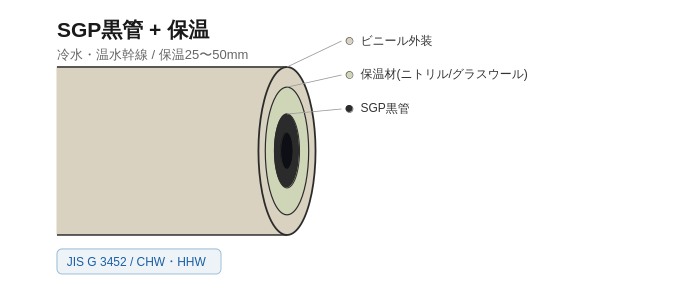 SGP黒管 + 保温
冷水・温水幹線 / 保温25〜50mm
ビニール外装
保温材(ニトリル/グラスウール)
SGP黒管
JIS G 3452 / CHW・HHW